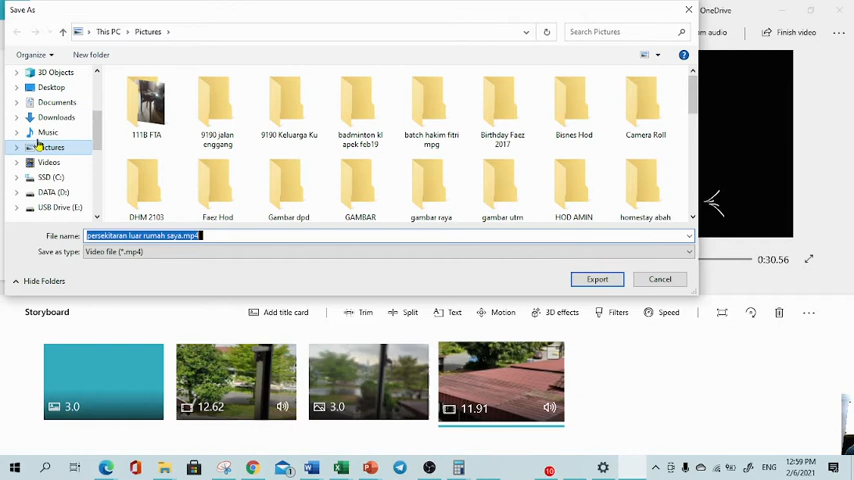 Save As
OneDrive
This PC
Pictures
Search Pictures
m audio
Finish video
Organize
New folder
3D Objects
Desktop
Documents
Downloads
Music
Videos
SSD (C:)
DATA (D:)
USB Drive (E:)
111B FTA
9190 jalan
enggang
9190 Keluarga Ku
badminton kl
apek feb19
batch hakim fitri
mpg
Birthday Faez
2017
Bisnes Hod
Camera Roll
DHM 2103
Faez Hod
Gambar dpd
GAMBAR
gambar raya
gambar utm
HOD AMIN
homestay abah
File name:
persekitaran luar rumah saya.mp4
Save as type:
Video file (*.mp4)
Hide Folders
Export
Cancel
0:30.56
Storyboard
Add title card
Trim
Split
Text
Motion
3D effects
Filters
Speed
3.0
12.62
3.0
11.91
10
ENG
12:59 PM
2/6/2021